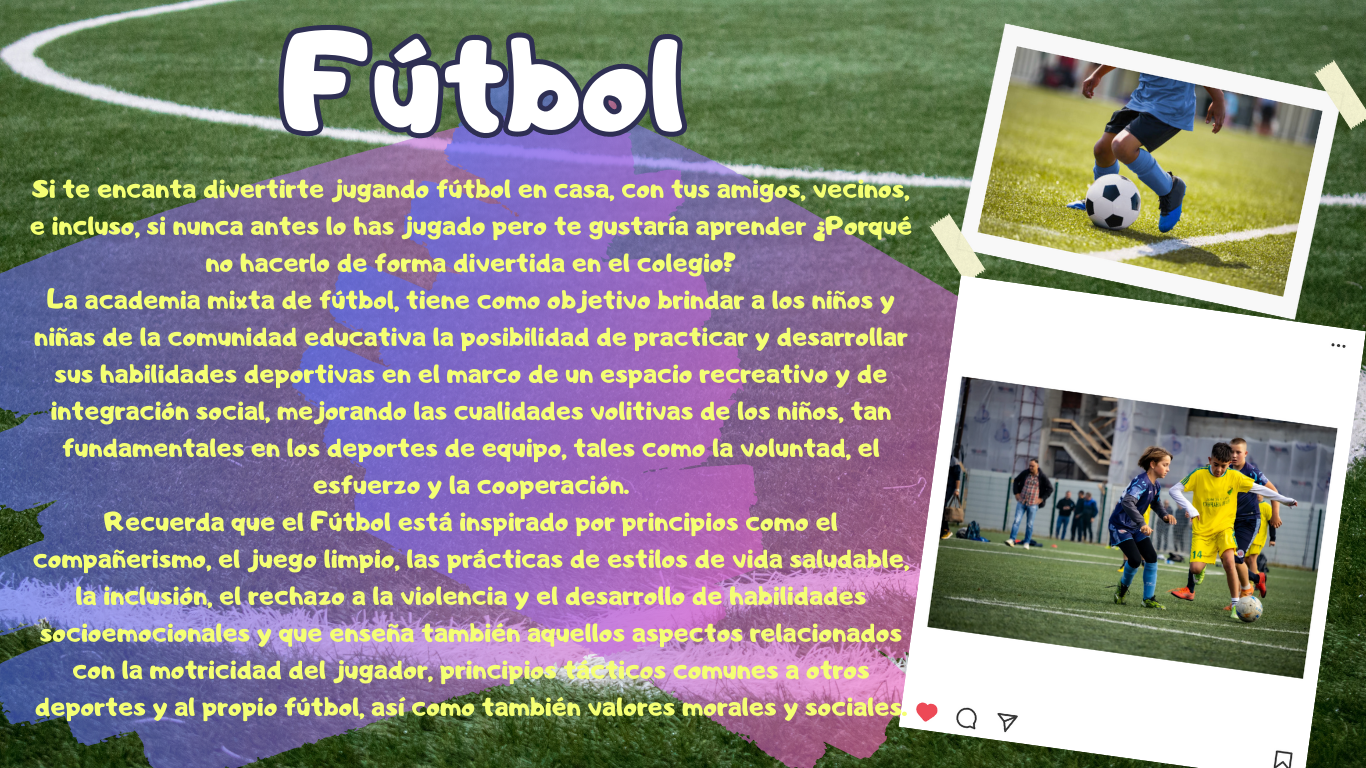 Fútbol
Si te encanta divertirte jugando fútbol en casa, con tus amigos, vecinos,
e incluso, si nunca antes lo has jugado pero te gustaría aprender ¿Porqué
no hacerlo de forma divertida en el colegio?
La academia mixta de fútbol, tiene como objetivo brindar a los niños y
niñas de la comunidad educativa la posibilidad de practicar y desarrollar
sus habilidades deportivas en el marco de un espacio recreativo y de
integración social, mejorando las cualidades volitivas de los niños, tan
fundamentales en los deportes de equipo, tales como la voluntad, el
esfuerzo y la cooperación.
Recuerda que el Fútbol está inspirado por principios como el
compañerismo, el juego limpio, las prácticas de estilos de vida saludable,
la inclusión, el rechazo a la violencia y el desarrollo de habilidades
socioemocionales y que enseña también aquellos aspectos relacionados
con la motricidad del jugador, principios tácticos comunes a otros
deportes y al propio fútbol, así como también valores morales y sociales.
14